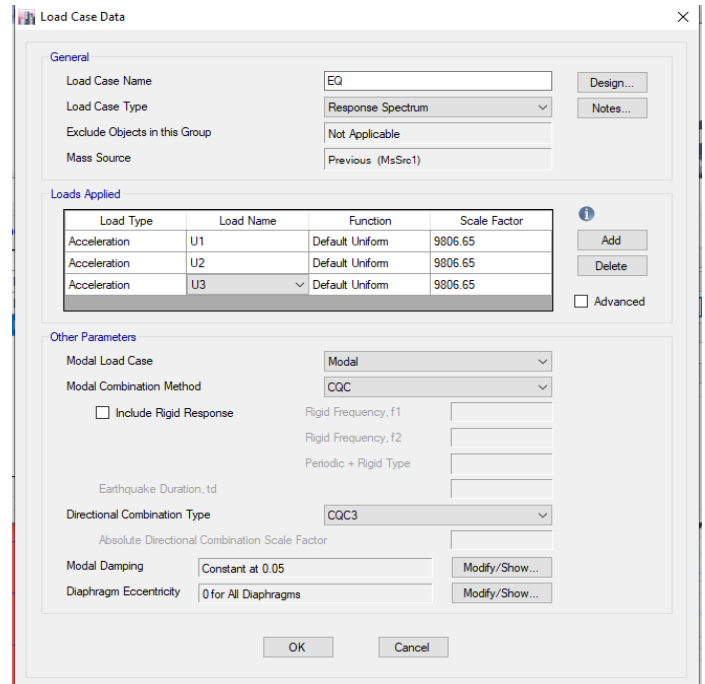 Load Case Data
General
Load Case Name EQ Design...
Load Case Type Response Spectrum Notes...
Exclude Objects in this Group Not Applicable
Mass Source Previous (MsSrc1)
Loads Applied
Load Type Load Name Function Scale Factor
Acceleration U1 Default Uniform 9806.65 Add
Acceleration U2 Default Uniform 9806.65 Delete
Acceleration U3 Default Uniform 9806.65
Advanced
Other Parameters
Modal Load Case Modal
Modal Combination Method CQC
Include Rigid Response Rigid Frequency, f1
Rigid Frequency, f2
Periodic + Rigid Type
Earthquake Duration, td
Directional Combination Type CQC3
Absolute Directional Combination Scale Factor
Modal Damping Constant at 0.05 Modify/Show...
Diaphragm Eccentricity 0 for All Diaphragms Modify/Show...
OK Cancel